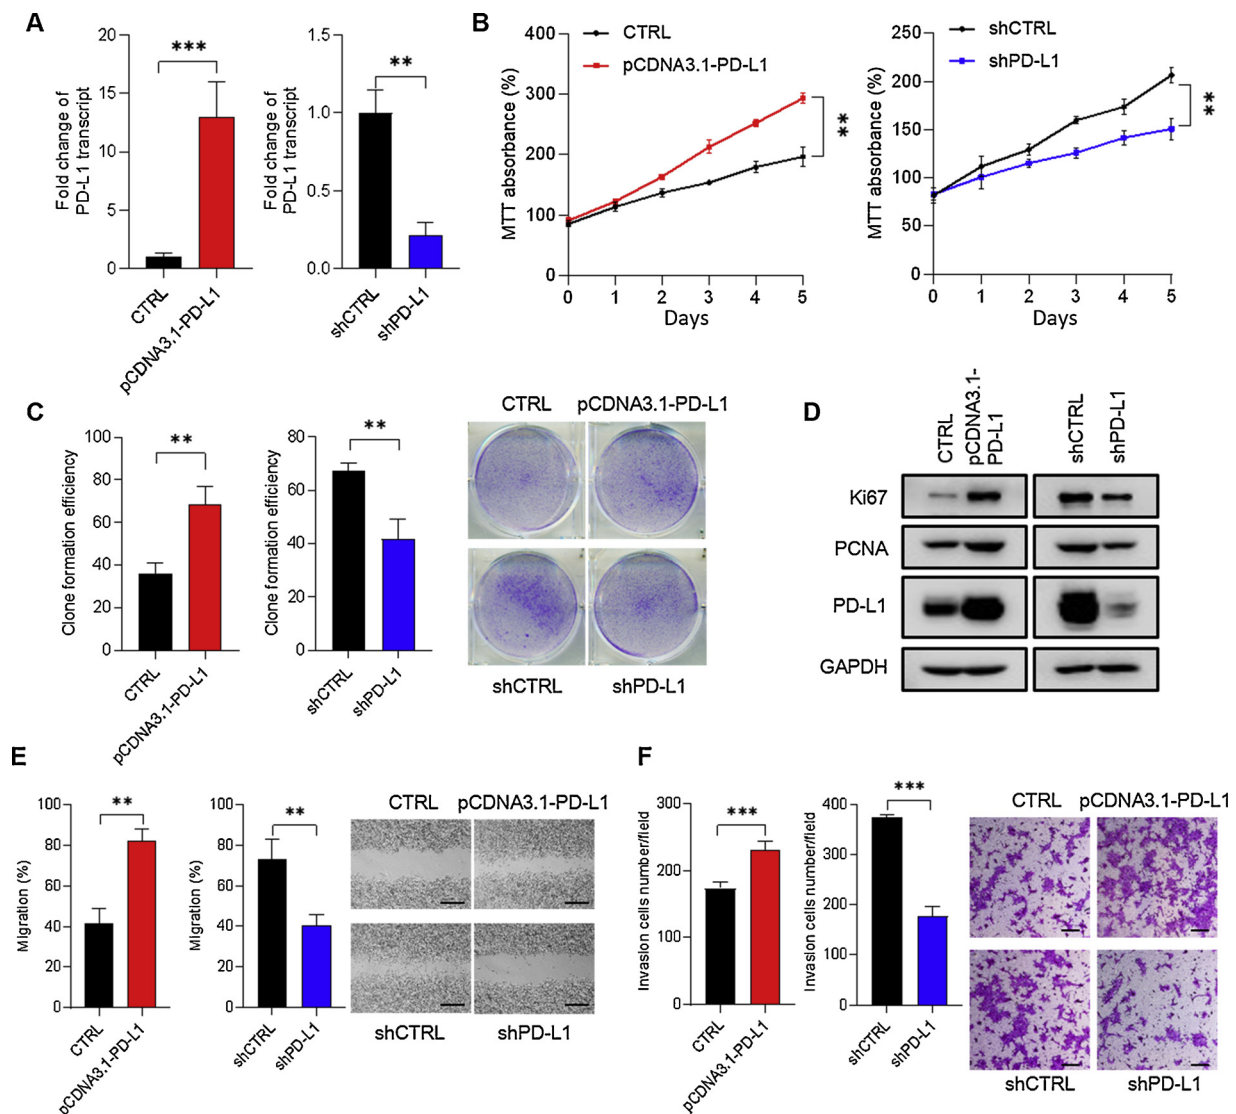 A
Fold change of
PD-L1 transcript
20
15
10
5
0
***
CTRL
pCDNA3.1-PD-L1
Fold change of
PD-L1 transcript
1.5
1.0
0.5
0.0
**
shCTRL
shPD-L1
B
MTT absorbance (%)
400
300
200
100
0
CTRL
pCDNA3.1-PD-L1
**
0 1 2 3 4 5
Days
MTT absorbance (%)
250
200
150
100
50
0
shCTRL
shPD-L1
**
0 1 2 3 4 5
Days
C
Clone formation efficiency
100
80
60
40
20
0
**
CTRL
pCDNA3.1-PD-L1
Clone formation efficiency
80
60
40
20
0
**
shCTRL
shPD-L1
CTRL pCDNA3.1-PD-L1
shCTRL shPD-L1
D
CTRL
pCDNA3.1-
PD-L1
shCTRL
shPD-L1
Ki67
PCNA
PD-L1
GAPDH
E
Migration (%)
100
80
60
40
20
0
**
CTRL
pCDNA3.1-PD-L1
Migration (%)
100
80
60
40
20
0
**
shCTRL
shPD-L1
CTRL pCDNA3.1-PD-L1
shCTRL shPD-L1
F
Invasion cells number/field
300
200
100
0
***
CTRL
pCDNA3.1-PD-L1
Invasion cells number/field
400
300
200
100
0
***
shCTRL
shPD-L1
CTRL pCDNA3.1-PD-L1
shCTRL shPD-L1